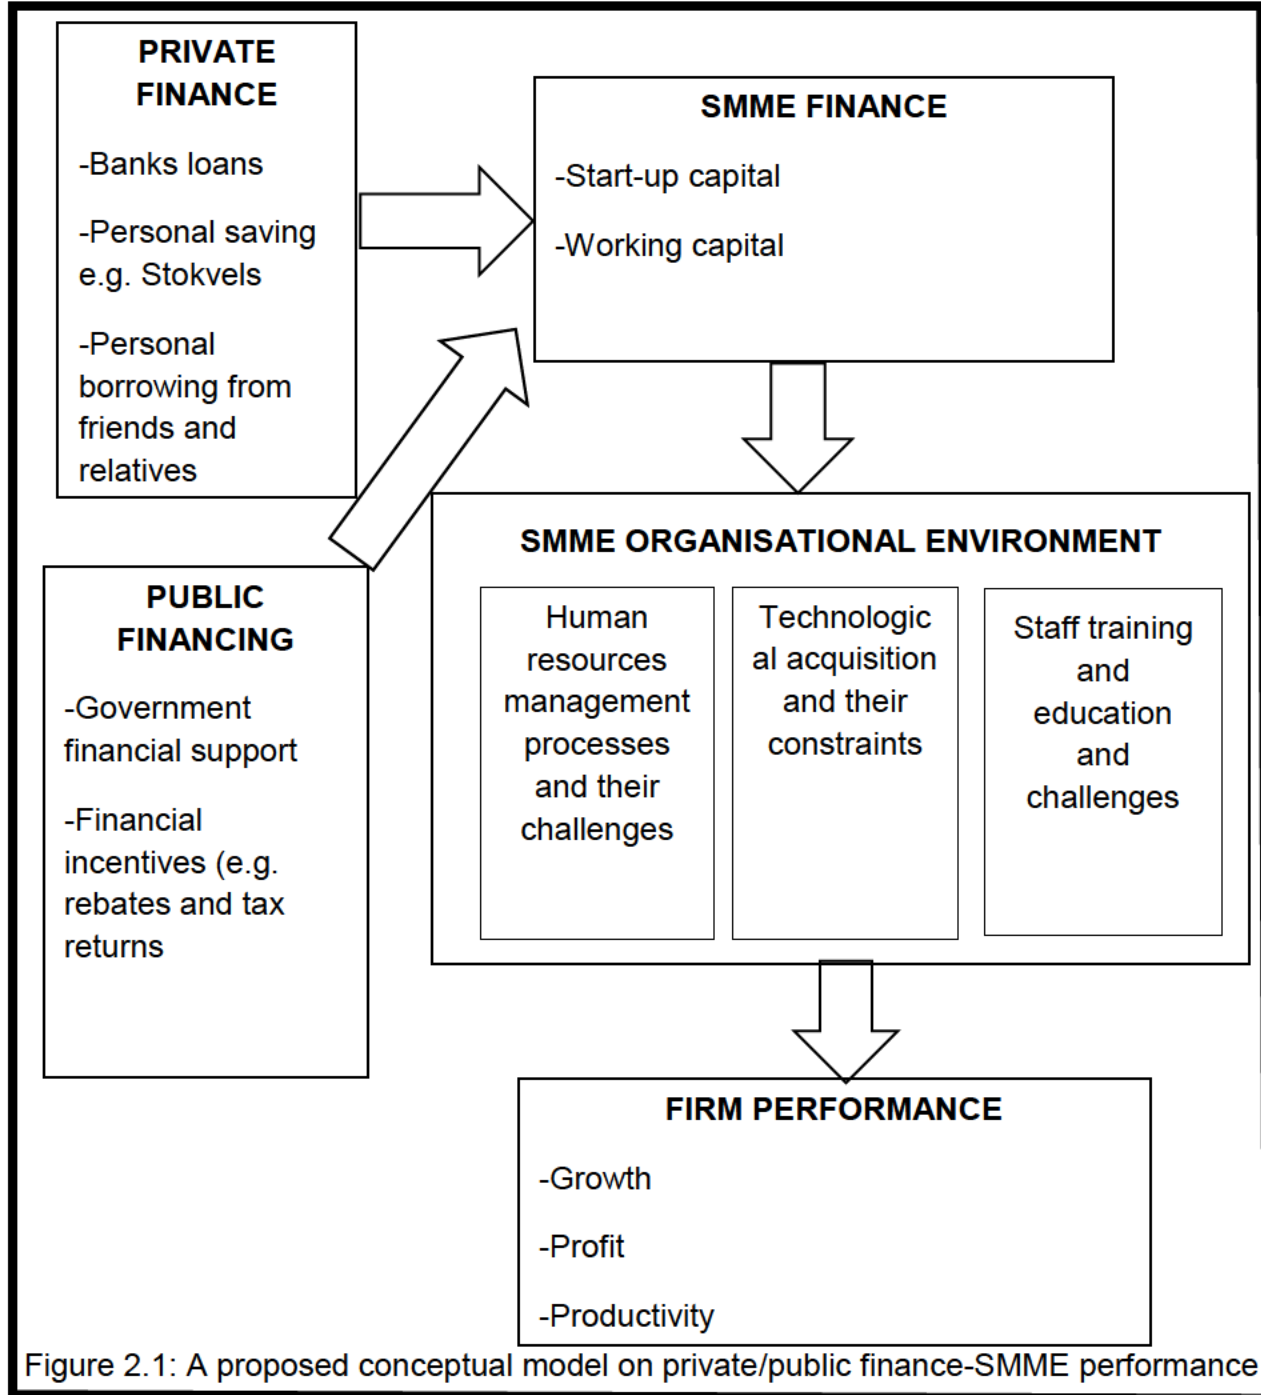 PRIVATE
FINANCE
-Banks loans
-Personal saving
e.g. Stokvels
-Personal
borrowing from
friends and
relatives
SMME FINANCE
-Start-up capital
-Working capital
PUBLIC
FINANCING
-Government
financial support
-Financial
incentives (e.g.
rebates and tax
returns
SMME ORGANISATIONAL ENVIRONMENT
Human
resources
management
processes
and their
challenges
Technologic
al acquisition
and their
constraints
Staff training
and
education
and
challenges
FIRM PERFORMANCE
-Growth
-Profit
-Productivity
Figure 2.1: A proposed conceptual model on private/public finance-SMME performance